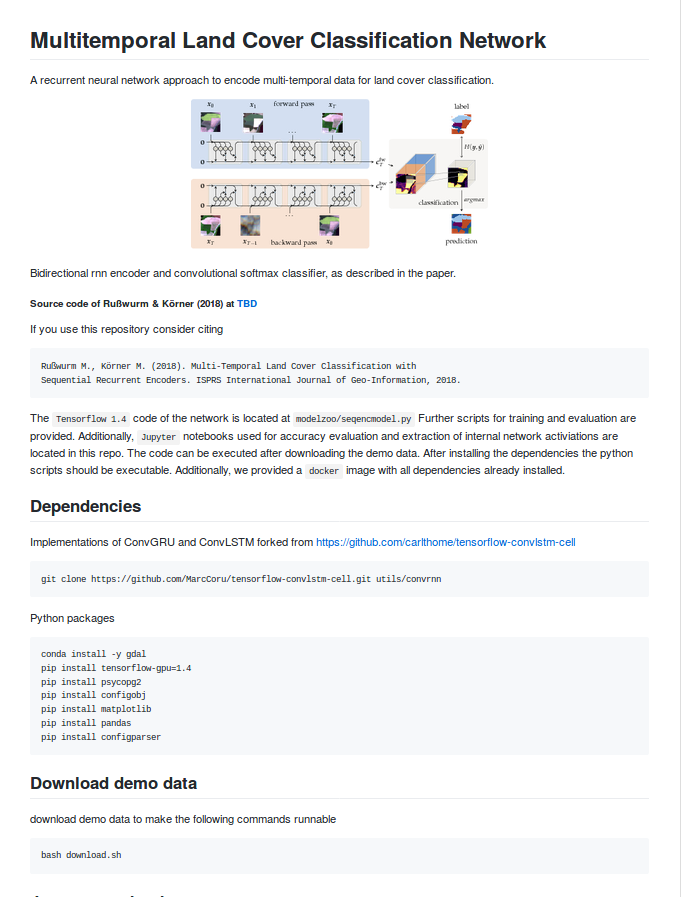 Multitemporal Land Cover Classification Network
A recurrent neural network approach to encode multi-temporal data for land cover classification.
x0 x1 forward pass xT label
...
0
0
H(y,ŷ)
0
0
classification argmax
...
xT xT−1 backward pass x0 prediction
Bidirectional rnn encoder and convolutional softmax classifier, as described in the paper.
Source code of Rußwurm & Körner (2018) at TBD
If you use this repository consider citing
Rußwurm M., Körner M. (2018). Multi-Temporal Land Cover Classification with
Sequential Recurrent Encoders. ISPRS International Journal of Geo-Information, 2018.
The Tensorflow 1.4 code of the network is located at modelzoo/seqencmodel.py Further scripts for training and evaluation are
provided. Additionally, Jupyter notebooks used for accuracy evaluation and extraction of internal network activiations are
located in this repo. The code can be executed after downloading the demo data. After installing the dependencies the python
scripts should be executable. Additionally, we provided a docker image with all dependencies already installed.
Dependencies
Implementations of ConvGRU and ConvLSTM forked from https://github.com/carlthome/tensorflow-convlstm-cell
git clone https://github.com/MarcCoru/tensorflow-convlstm-cell.git utils/convrnn
Python packages
conda install -y gdal
pip install tensorflow-gpu=1.4
pip install psycopg2
pip install configobj
pip install matplotlib
pip install pandas
pip install configparser
Download demo data
download demo data to make the following commands runnable
bash download.sh